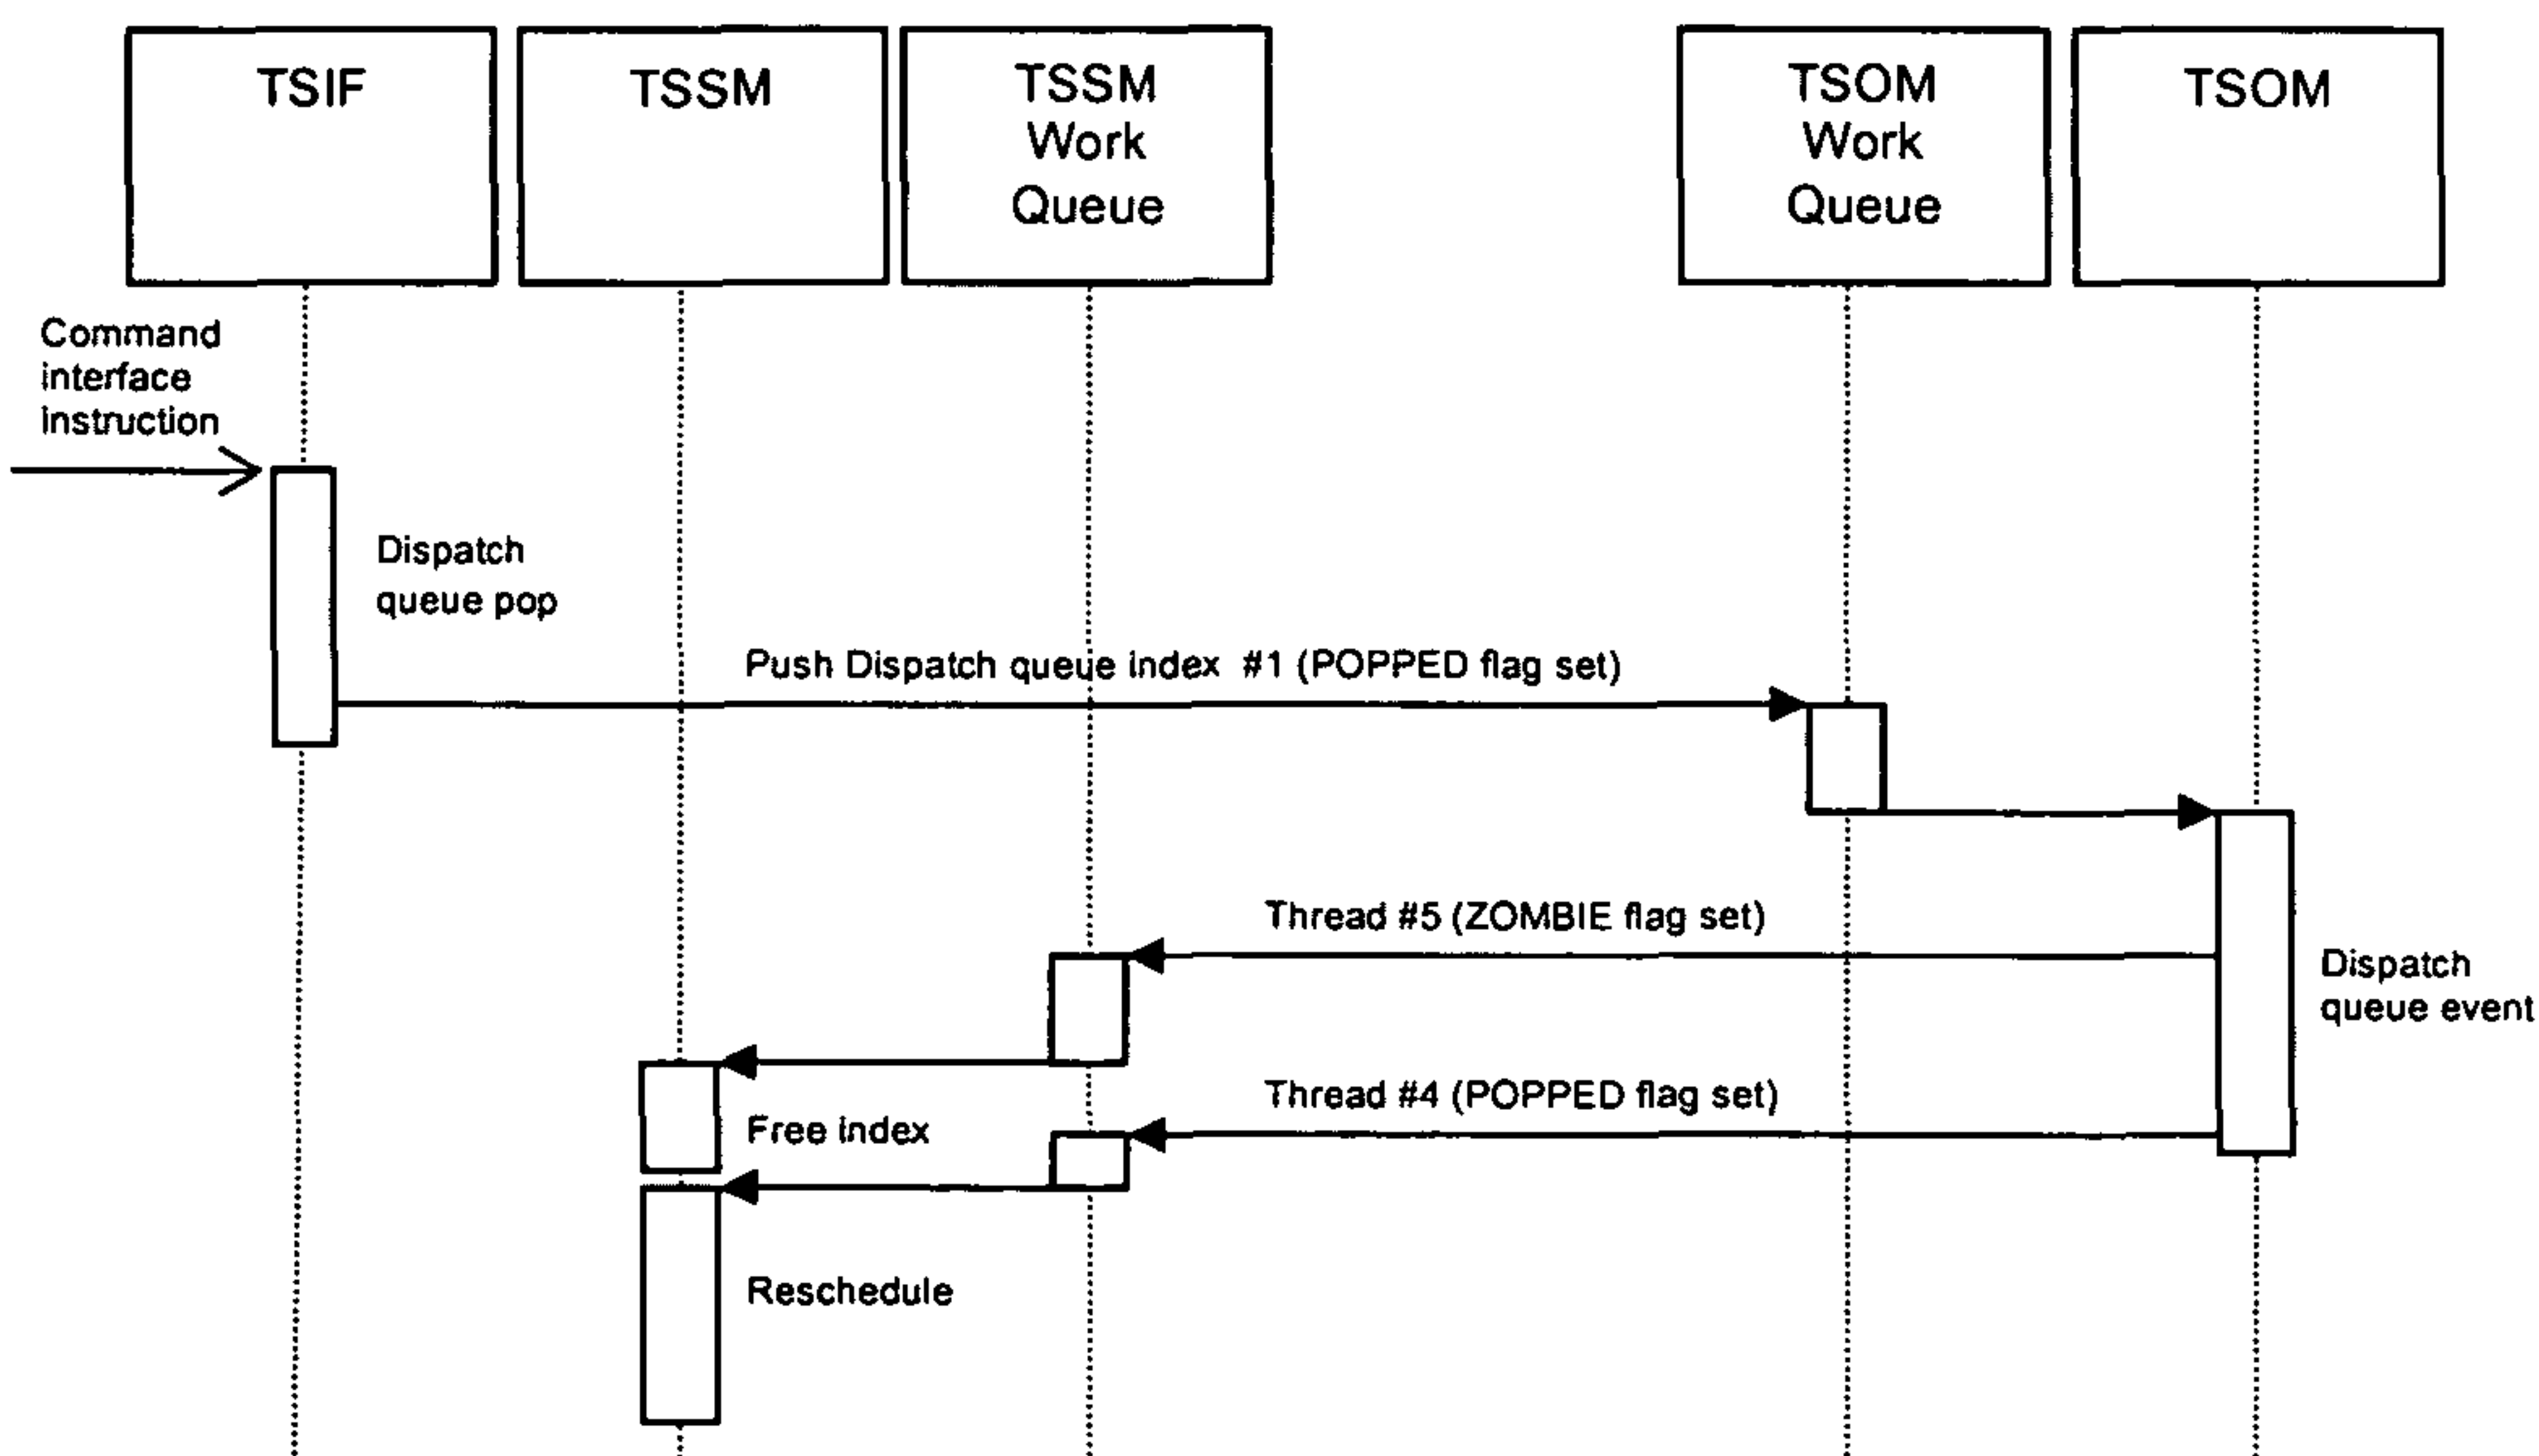 TSIF
TSSM
TSSM
Work
Queue
TSOM
Work
Queue
TSOM
Command
interface
instruction
Dispatch
queue pop
Push Dispatch queue index #1 (POPPED flag set)
Thread #5 (ZOMBIE flag set)
Dispatch
queue event
Thread #4 (POPPED flag set)
Free index
Reschedule